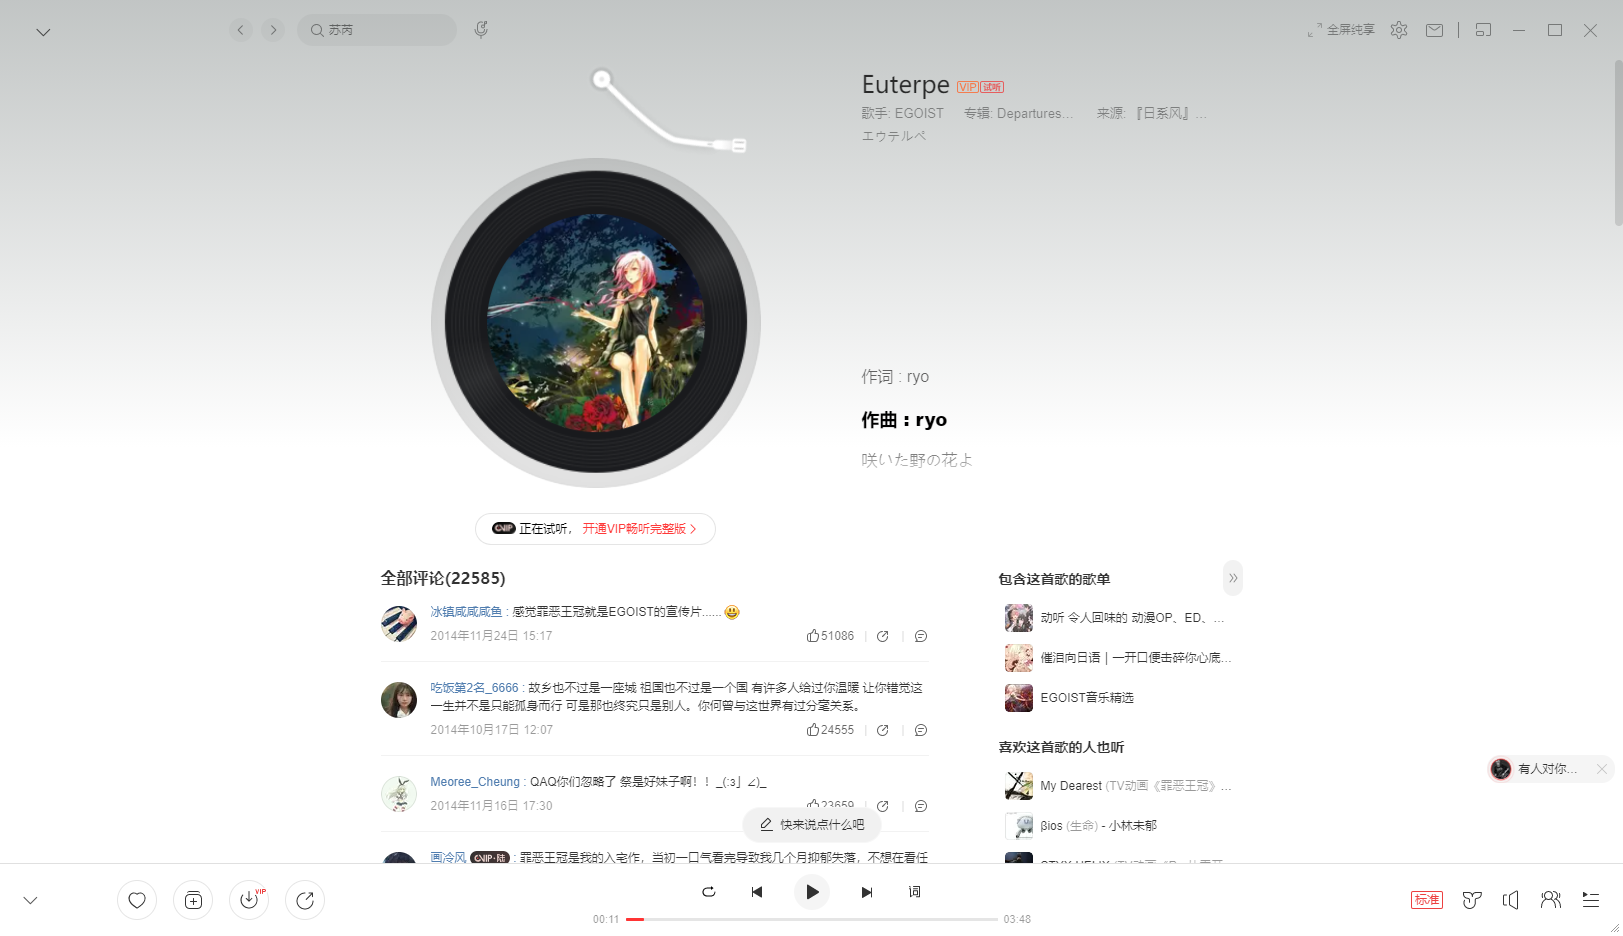 苏芮
全屏纯享
Euterpe VIP 试听
歌手: EGOIST 专辑: Departures... 来源: 『日系风』...
エウテルペ
作词 : ryo
作曲 : ryo
咲いた野の花よ
VIP 正在试听， 开通VIP畅听完整版 >
全部评论(22585)
冰镇咸咸咸鱼 : 感觉罪恶王冠就是EGOIST的宣传片......😃
2014年11月24日 15:17
51086
吃饭第2名_6666 : 故乡也不过是一座城 祖国也不过是一个国 有许多人给过你温暖 让你错觉这
一生并不是只能孤身而行 可是那也终究只是别人。你何曾与这世界有过分毫关系。
2014年10月17日 12:07
24555
Meoree_Cheung : QAQ你们忽略了 祭是好妹子啊！！_(:з」∠)_
2014年11月16日 17:30
23659
快来说点什么吧
画冷风 VIP·陆 : 罪恶王冠是我的入宅作，当初一口气看完导致我几个月抑郁失落，不想在看任
包含这首歌的歌单
动听 令人回味的 动漫OP、ED、...
催泪向日语 | 一开口便击碎你心底...
EGOIST音乐精选
喜欢这首歌的人也听
My Dearest (TV动画《罪恶王冠》...
βios (生命) - 小林未郁
有人对你...
VIP
词
00:11
03:48
标准